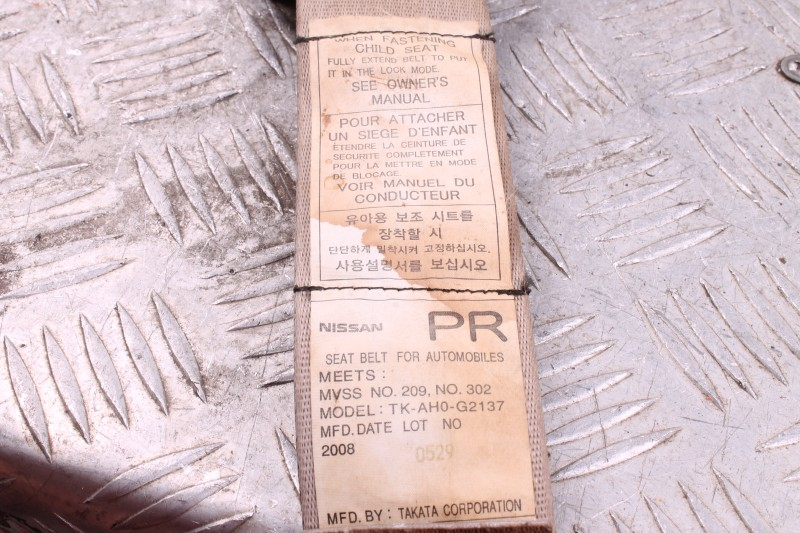 WHEN FASTENING
CHILD SEAT
FULLY EXTEND BELT TO PUT
IT IN THE LOCK MODE.
SEE OWNER'S
MANUAL
POUR ATTACHER
UN SIEGE D'ENFANT
ÉTENDRE LA CEINTURE DE
SECURITE COMPLETEMENT
POUR LA METTRE EN MODE
DE BLOCAGE.
VOIR MANUEL DU
CONDUCTEUR
유아용 보조 시트를
장착할 시
단단하게 밀착시켜 고정하십시오.
사용설명서를 보십시오
NISSAN PR
SEAT BELT FOR AUTOMOBILES
MEETS :
MVSS NO. 209, NO. 302
MODEL : TK-AH0-G2137
MFD. DATE LOT NO
2008 0529
MFD. BY : TAKATA CORPORATION